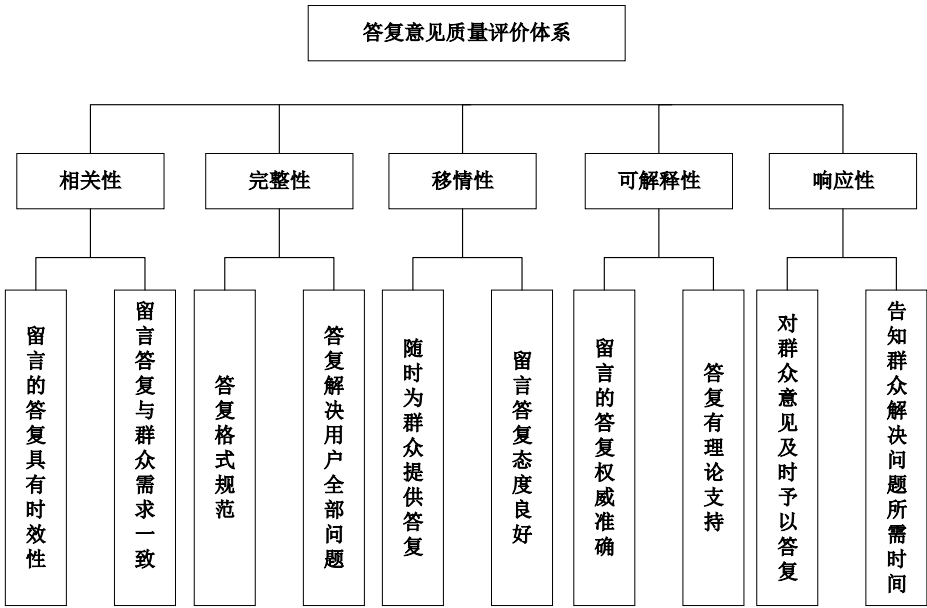 答复意见质量评价体系
相关性
完整性
移情性
可解释性
响应性
留言的答复具有时效性
留言答复与群众需求一致
答复格式规范
答复解决用户全部问题
随时为群众提供答复
留言答复态度良好
留言的答复权威准确
答复有理论支持
对群众意见及时予以答复
告知群众解决问题所需时间